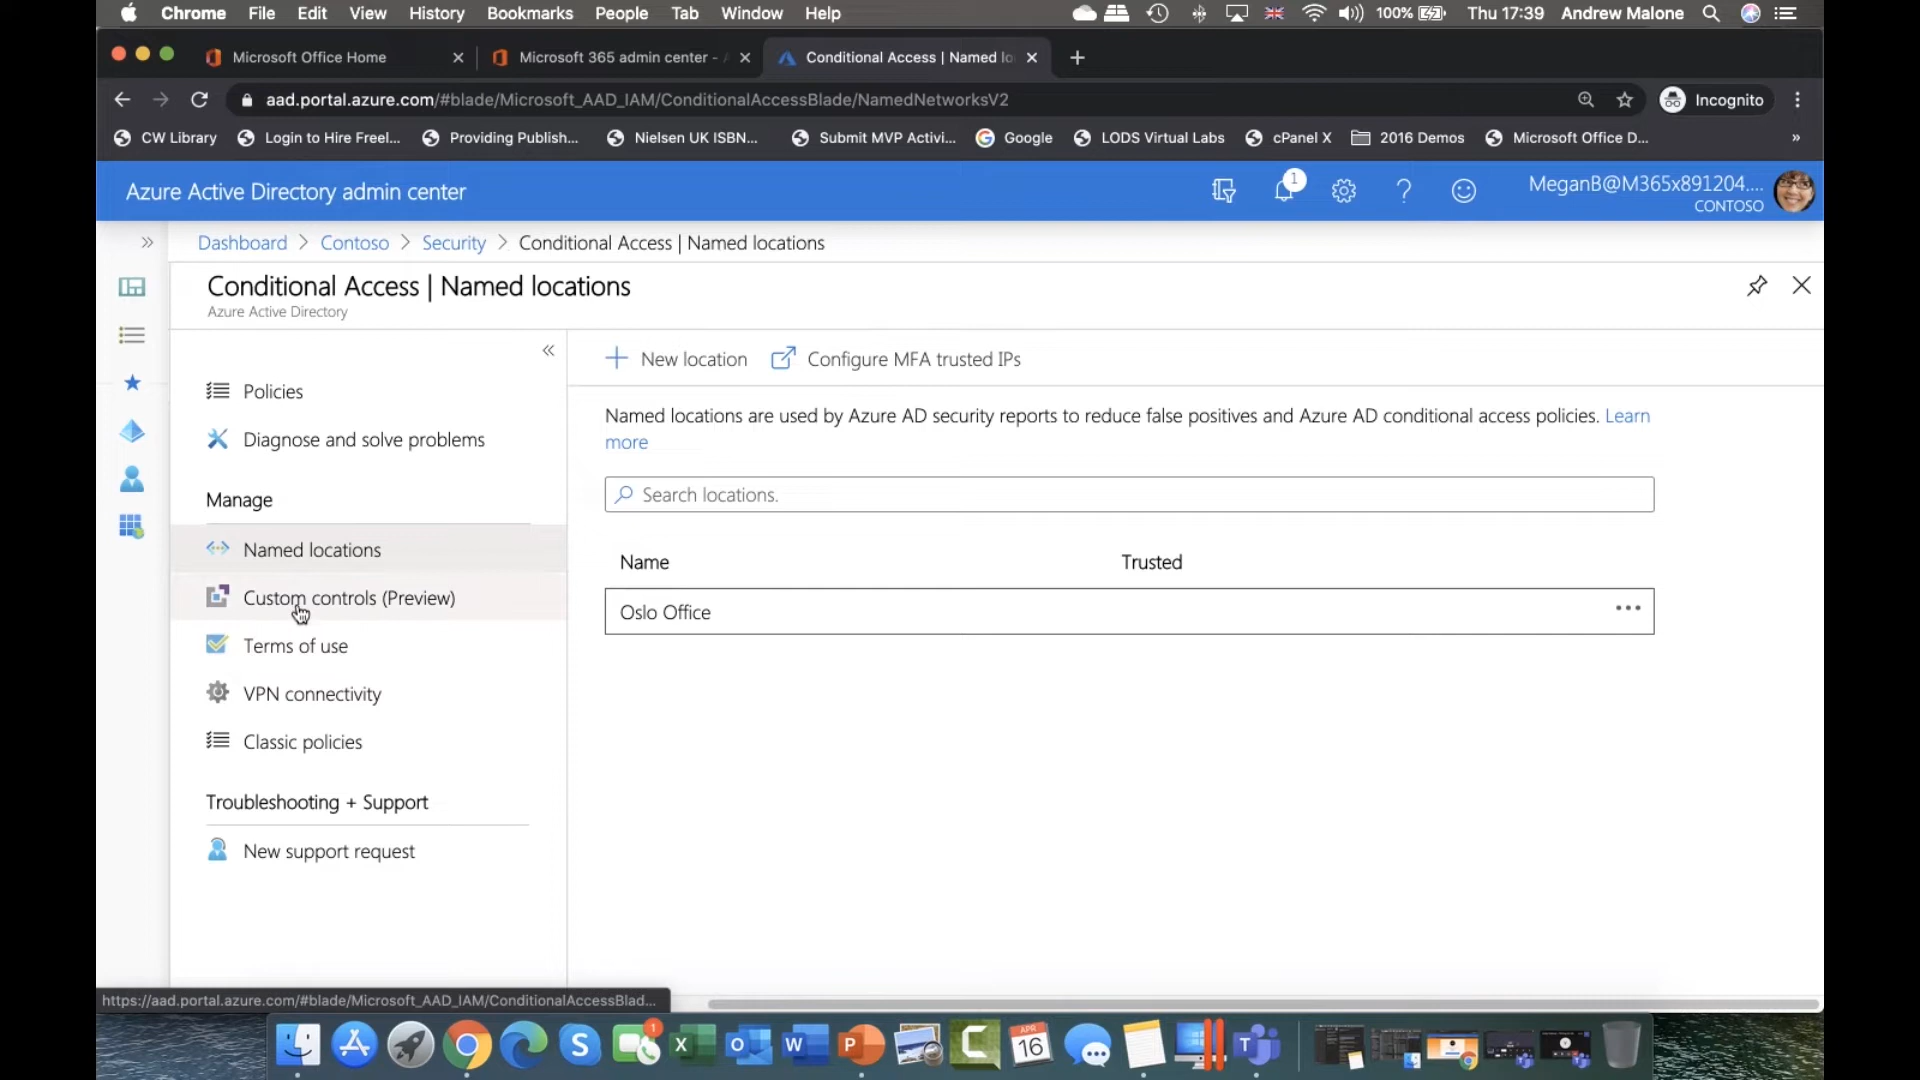 Chrome File Edit View History Bookmarks People Tab Window Help 100% Thu 17:39 Andrew Malone
Microsoft Office Home Microsoft 365 admin center - Conditional Access | Named lo
aad.portal.azure.com/#blade/Microsoft_AAD_IAM/ConditionalAccessBlade/NamedNetworksV2 Incognito
CW Library Login to Hire Freel... Providing Publish... Nielsen UK ISBN... Submit MVP Activi... Google LODS Virtual Labs cPanel X 2016 Demos Microsoft Office D... »
Azure Active Directory admin center 1 MeganB@M365x891204....
CONTOSO
Dashboard > Contoso > Security > Conditional Access | Named locations
Conditional Access | Named locations
Azure Active Directory
New location Configure MFA trusted IPs
Policies
Diagnose and solve problems
Manage
Named locations
Custom controls (Preview)
Terms of use
VPN connectivity
Classic policies
Troubleshooting + Support
New support request
Named locations are used by Azure AD security reports to reduce false positives and Azure AD conditional access policies. Learn
more
Search locations.
Name Trusted
Oslo Office ...
https://aad.portal.azure.com/#blade/Microsoft_AAD_IAM/ConditionalAccessBlad...
S 1 X O W P C APR 16 T